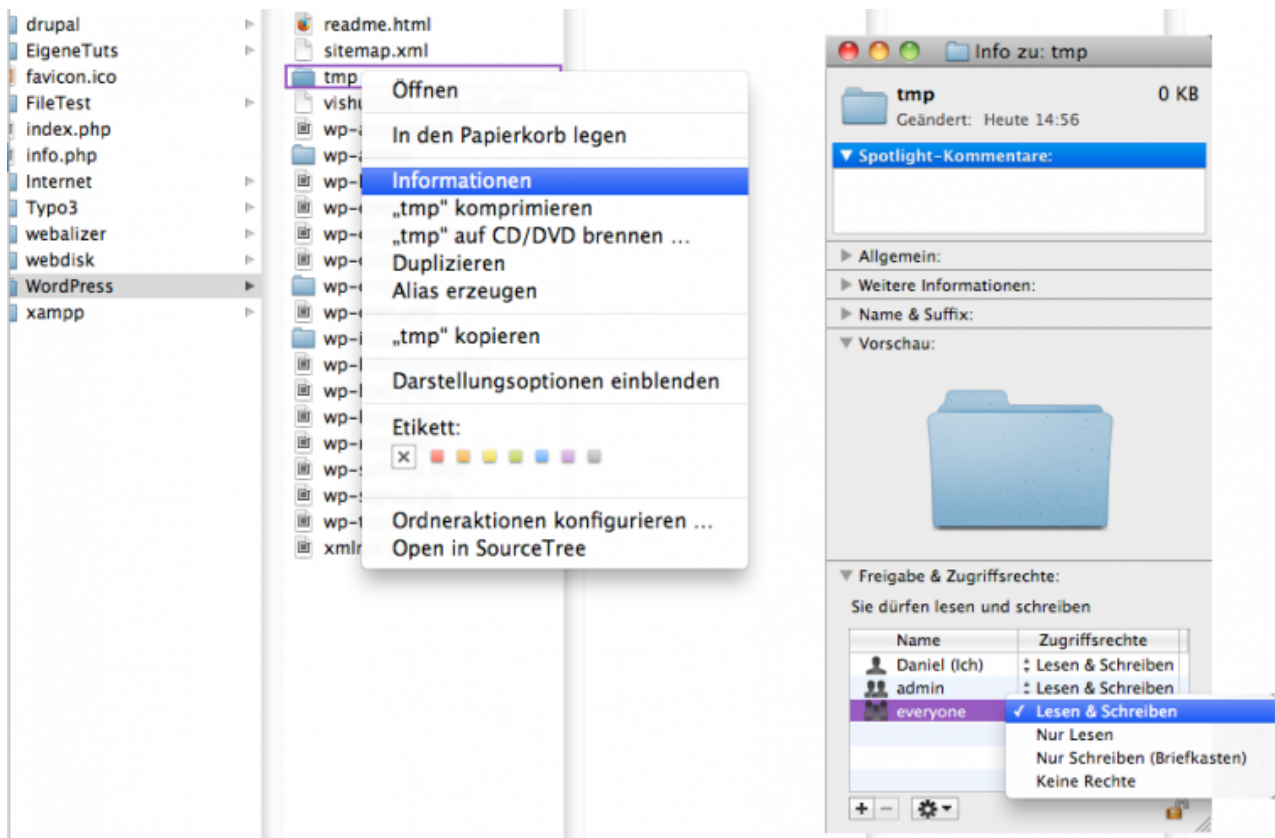 drupal
EigeneTuts
favicon.ico
FileTest
index.php
info.php
Internet
Typo3
webalizer
webdisk
WordPress
xampp
readme.html
sitemap.xml
tmp
Öffnen
In den Papierkorb legen
Informationen
„tmp“ komprimieren
„tmp“ auf CD/DVD brennen ...
Duplizieren
Alias erzeugen
„tmp“ kopieren
Darstellungsoptionen einblenden
Etikett:
Ordneraktionen konfigurieren ...
Open in SourceTree
Info zu: tmp
tmp 0 KB
Geändert: Heute 14:56
Spotlight-Kommentare:
Allgemein:
Weitere Informationen:
Name & Suffix:
Vorschau:
Freigabe & Zugriffsrechte:
Sie dürfen lesen und schreiben
Name Zugriffsrechte
Daniel (Ich) Lesen & Schreiben
admin Lesen & Schreiben
everyone ✓ Lesen & Schreiben
Nur Lesen
Nur Schreiben (Briefkasten)
Keine Rechte